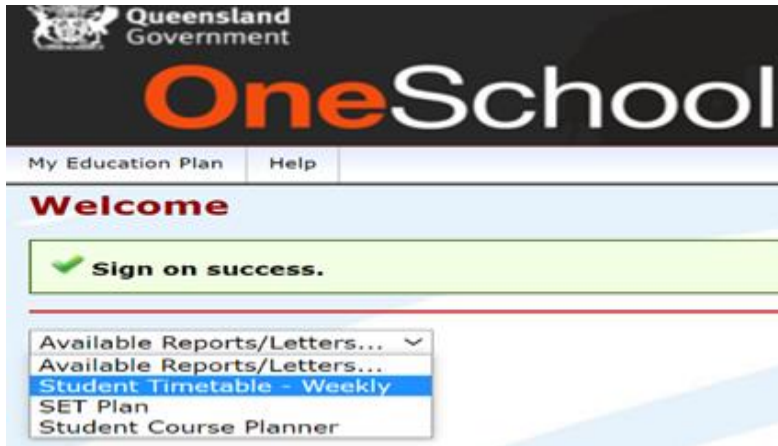 Queensland
Government
OneSchool
My Education Plan Help
Welcome
Sign on success.
Available Reports/Letters...
Available Reports/Letters...
Student Timetable - Weekly
SET Plan
Student Course Planner